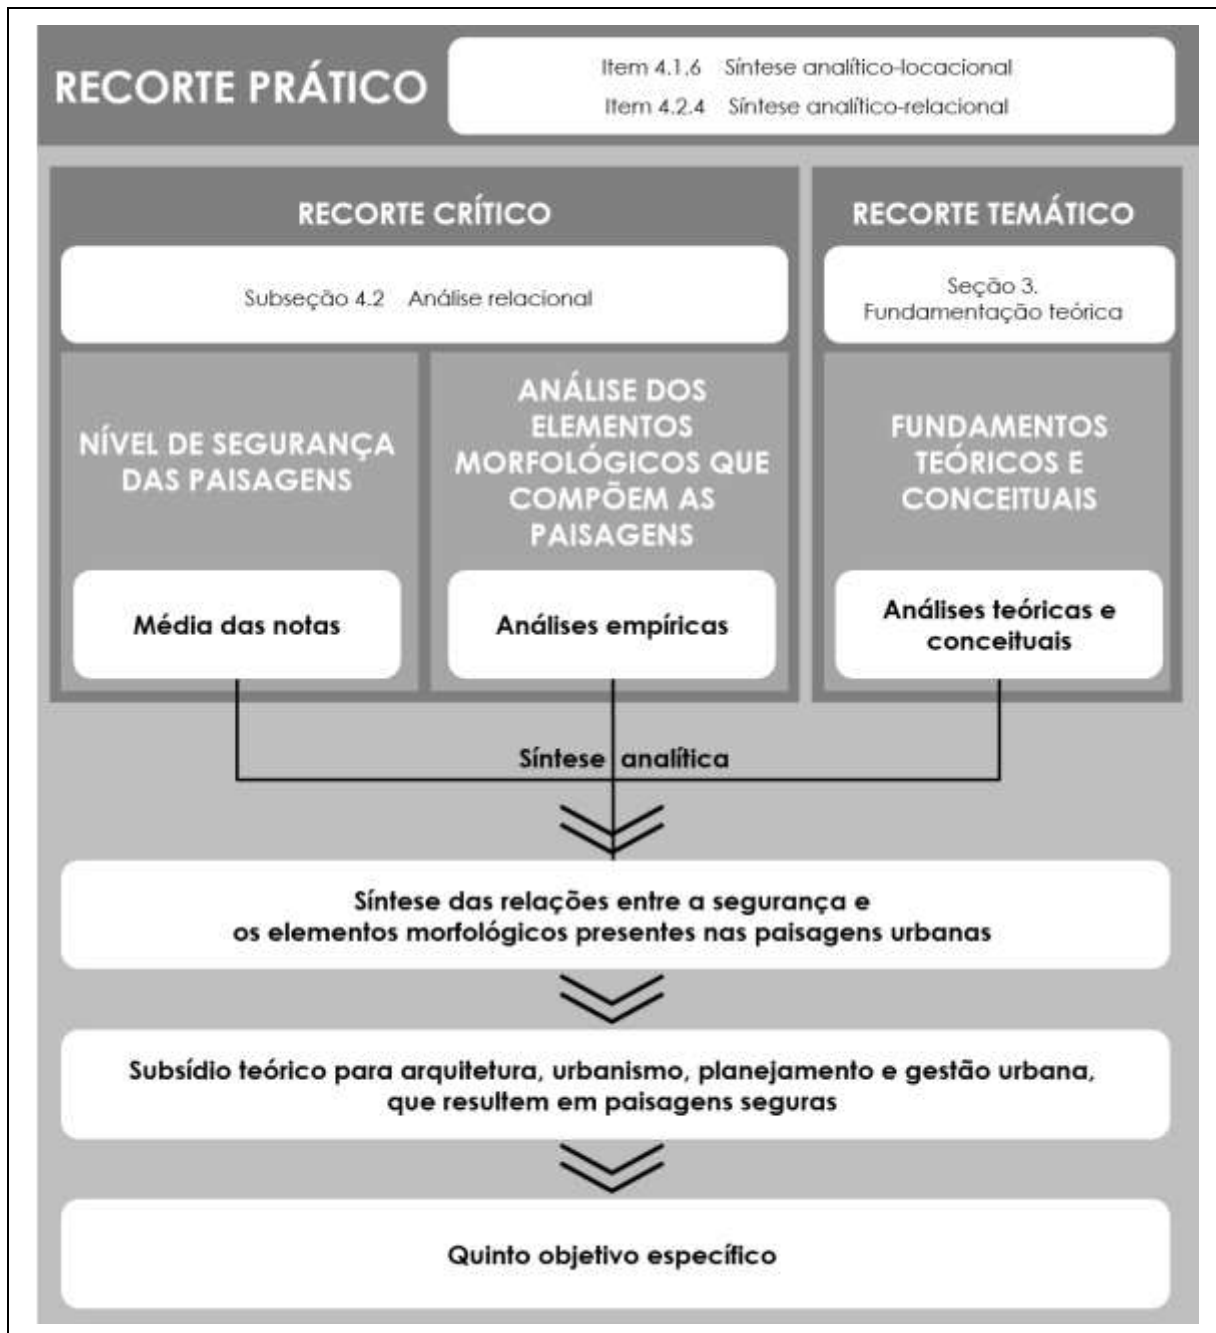 RECORTE PRÁTICO
Item 4.1.6 Síntese analítico-locacional
Item 4.2.4 Síntese analítico-relacional
RECORTE CRÍTICO
Subseção 4.2 Análise relacional
NÍVEL DE SEGURANÇA
DAS PAISAGENS
Média das notas
ANÁLISE DOS
ELEMENTOS
MORFOLÓGICOS QUE
COMPÕEM AS
PAISAGENS
Análises empíricas
RECORTE TEMÁTICO
Seção 3.
Fundamentação teórica
FUNDAMENTOS
TEÓRICOS E
CONCEITUAIS
Análises teóricas e
conceituais
Síntese analítica
Síntese das relações entre a segurança e
os elementos morfológicos presentes nas paisagens urbanas
Subsídio teórico para arquitetura, urbanismo, planejamento e gestão urbana,
que resultem em paisagens seguras
Quinto objetivo específico